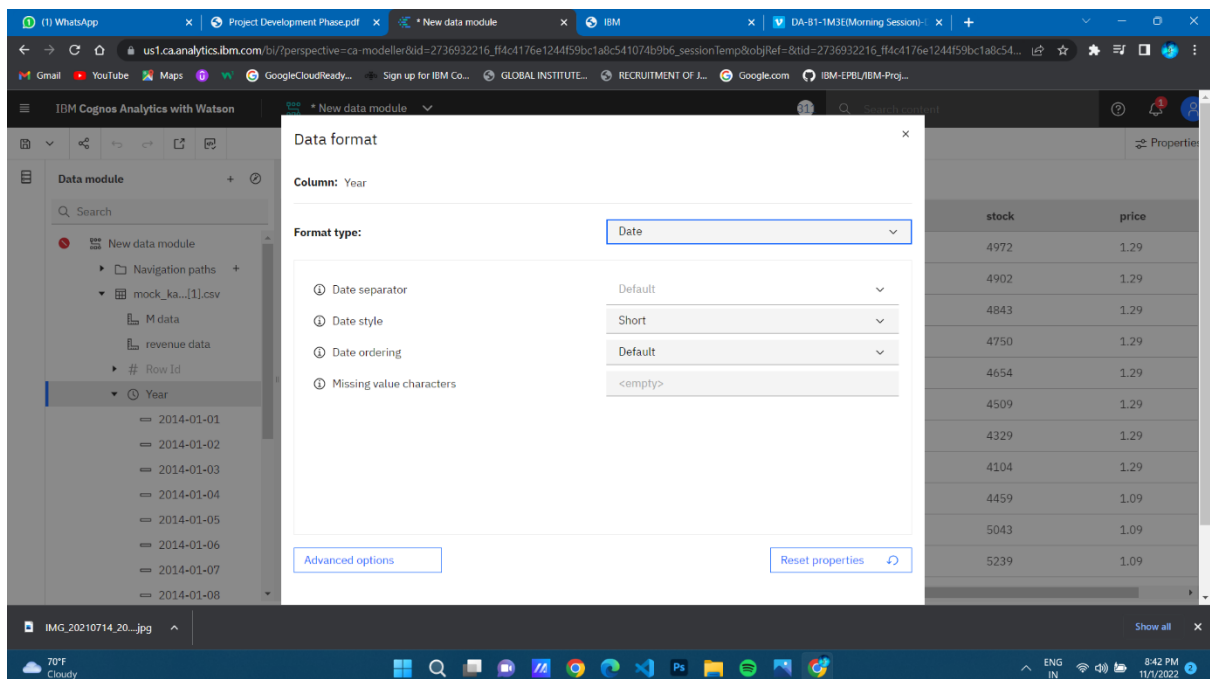 (1) WhatsApp
Project Development Phase.pdf
* New data module
IBM
DA-B1-1M3E(Morning Session)-
us1.ca.analytics.ibm.com/bi/?perspective=ca-modeller&id=2736932216_ff4c4176e1244f59bc1a8c541074b9b6_sessionTemp&objRef=&tid=2736932216_ff4c4176e1244f59bc1a8c54...
Gmail YouTube Maps GoogleCloudReady... Sign up for IBM Co... GLOBAL INSTITUTE... RECRUITMENT OF J... Google.com IBM-EPBL/IBM-Proj...
IBM Cognos Analytics with Watson
* New data module
31
Search content
1
Data format
Properties
Data module
Column: Year
Search
Format type: Date
stock price
New data module
4972 1.29
Navigation paths +
4902 1.29
Date separator Default
mock_ka...[1].csv
4843 1.29
Date style Short
M data
4750 1.29
revenue data
Date ordering Default
4654 1.29
# Row Id
Missing value characters <empty>
Year
4509 1.29
2014-01-01
4329 1.29
2014-01-02
2014-01-03
4104 1.29
2014-01-04
4459 1.09
2014-01-05
5043 1.09
2014-01-06
Advanced options Reset properties
5239 1.09
2014-01-07
2014-01-08
IMG_20210714_20....jpg
Show all
70°F
Cloudy
Ps
ENG
IN
8:42 PM
11/1/2022
2